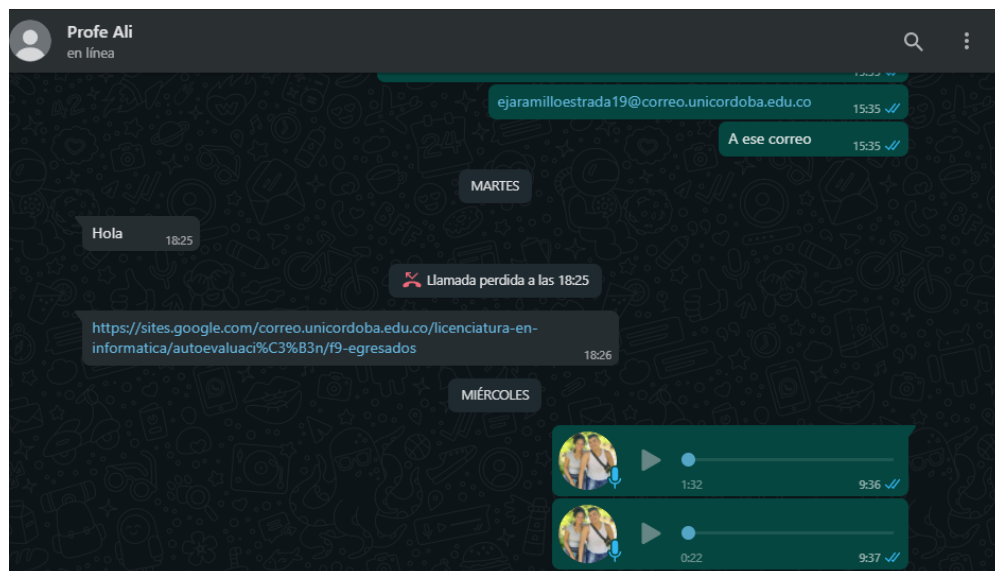 Profe Ali
en línea
15:35
ejaramilloestrada19@correo.unicordoba.edu.co 15:35
A ese correo 15:35
MARTES
Hola 18:25
Llamada perdida a las 18:25
https://sites.google.com/correo.unicordoba.edu.co/licenciatura-en-
informatica/autoevaluaci%C3%B3n/f9-egresados
18:26
MIÉRCOLES
1:32 9:36
0:22 9:37